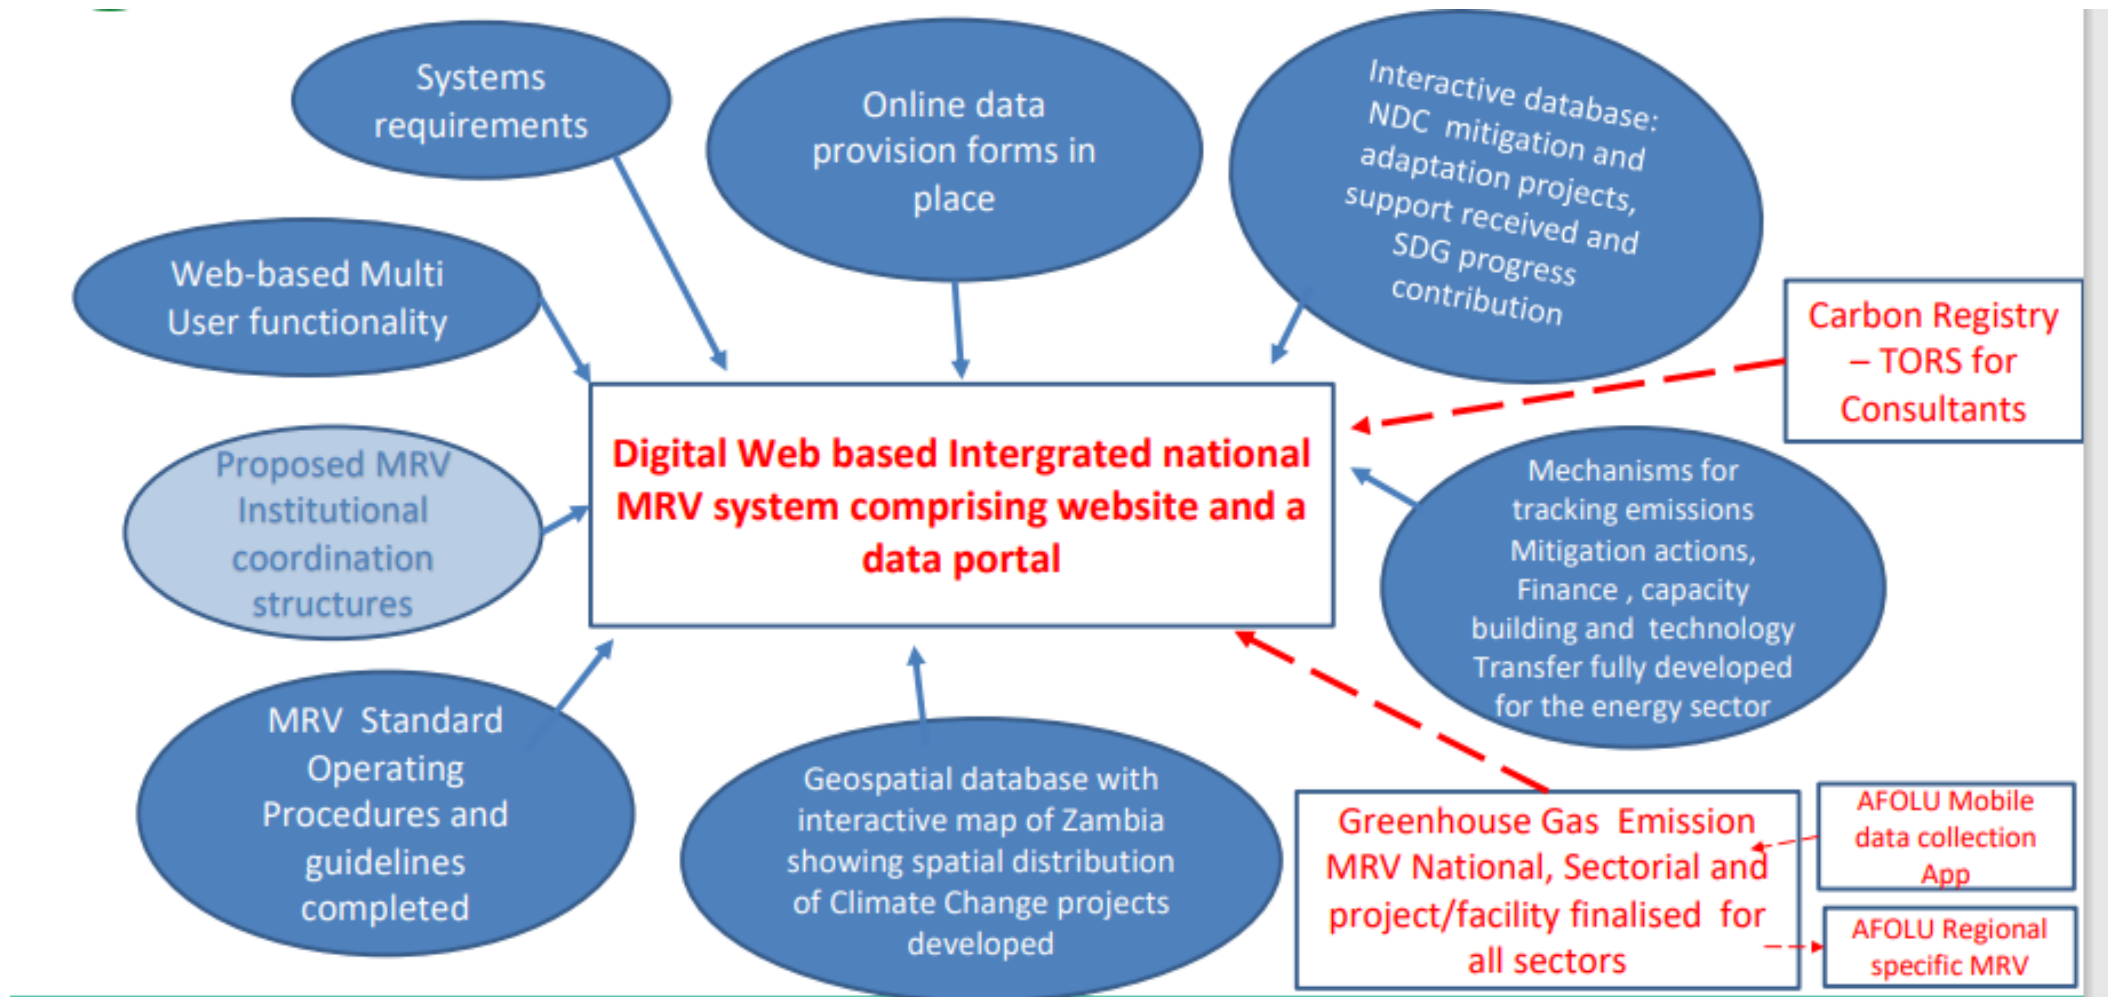 Systems
requirements
Online data
provision forms in
place
Interactive database:
NDC mitigation and
adaptation projects,
support received and
SDG progress
contribution
Web-based Multi
User functionality
Carbon Registry
– TORS for
Consultants
Proposed MRV
Institutional
coordination
structures
Digital Web based Intergrated national
MRV system comprising website and a
data portal
Mechanisms for
tracking emissions
Mitigation actions,
Finance , capacity
building and technology
Transfer fully developed
for the energy sector
MRV Standard
Operating
Procedures and
guidelines
completed
Geospatial database with
interactive map of Zambia
showing spatial distribution
of Climate Change projects
developed
Greenhouse Gas Emission
MRV National, Sectorial and
project/facility finalised for
all sectors
AFOLU Mobile
data collection
App
AFOLU Regional
specific MRV